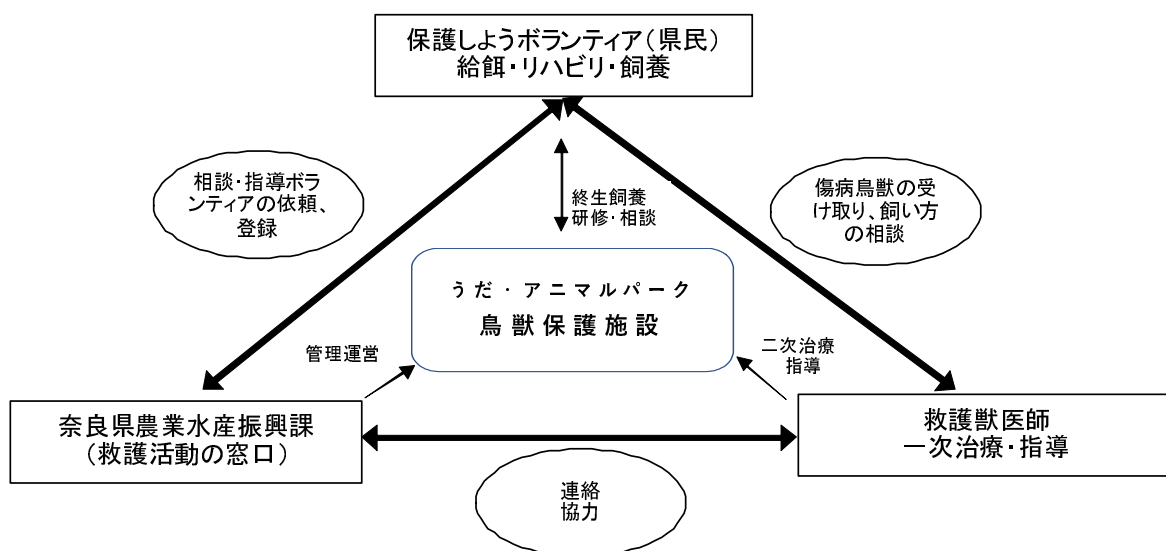 保護しようボランティア（県民）
給餌・リハビリ・飼養
相談・指導ボラ
ンティアの依頼、
登録
終生飼養
研修・相談
傷病鳥獣の受
け取り、飼い方
の相談
うだ・アニマルパーク
鳥獣保護施設
管理運営
二次治療
指導
奈良県農業水産振興課
（救護活動の窓口）
救護獣医師
一次治療・指導
連絡
協力